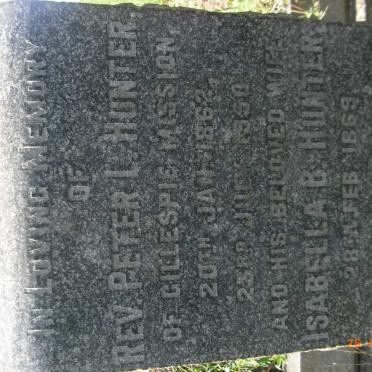 IN LOVING MEMORY
OF
REV. PETER L. HUNTER,
OF GILLESPIE MISSION,
20TH JAN. 1862,
23RD JULY 1950
AND HIS BELOVED WIFE
ISABELLA B. HUNTER
28TH FEB. 1869